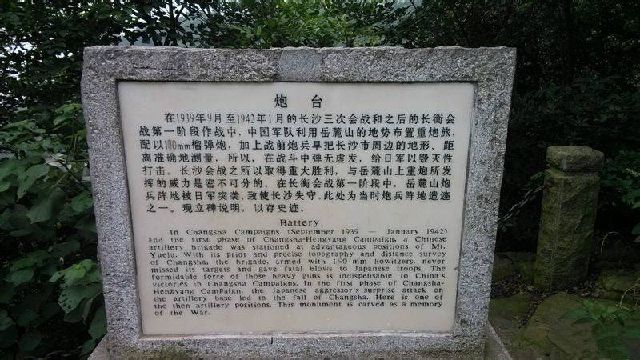 炮台
在1939年9月至1942年1月的长沙三次会战和之后的长衡会
战第一阶段作战中，中国军队利用岳麓山的地势布置重炮旅，
配以100mm榴弹炮，加上战前炮兵早把长沙市周边的地形、距
离准确地测量，所以，在战斗中弹无虚发，给日军以毁灭性
打击，长沙会战之所以取得重大胜利，与岳麓山上重炮所发
挥的威力是密不可分的，在长衡会战第一阶段中，岳麓山炮
兵阵地被日军突袭，致使长沙失守，此处为当时炮兵阵地遗迹
之一。现立碑说明，以存史迹。
Battery
In Changsha Campaigns (September 1939 — January 1942)
and the first phase of Changsha-Hengyang Campaign, a Chinese
artillery brigade was stationed at advantageous positions of Mt.
Yuelu. With its prior and precise topography and distance survey
of Changsha, the brigade, armed with 150 mm howitzers, never
missed its targets and gave fatal blows to Japanese troops. The
formidable force of these heavy guns is indispensable in China's
victories in Changsha Campaigns. In the first phase of Changsha-
Hengyang Campaign, the Japanese aggressors' surprise attack on
the artillery base led to the fall of Changsha. Here is one of
the then artillery positions. This monument is carved as a memory
of the War.